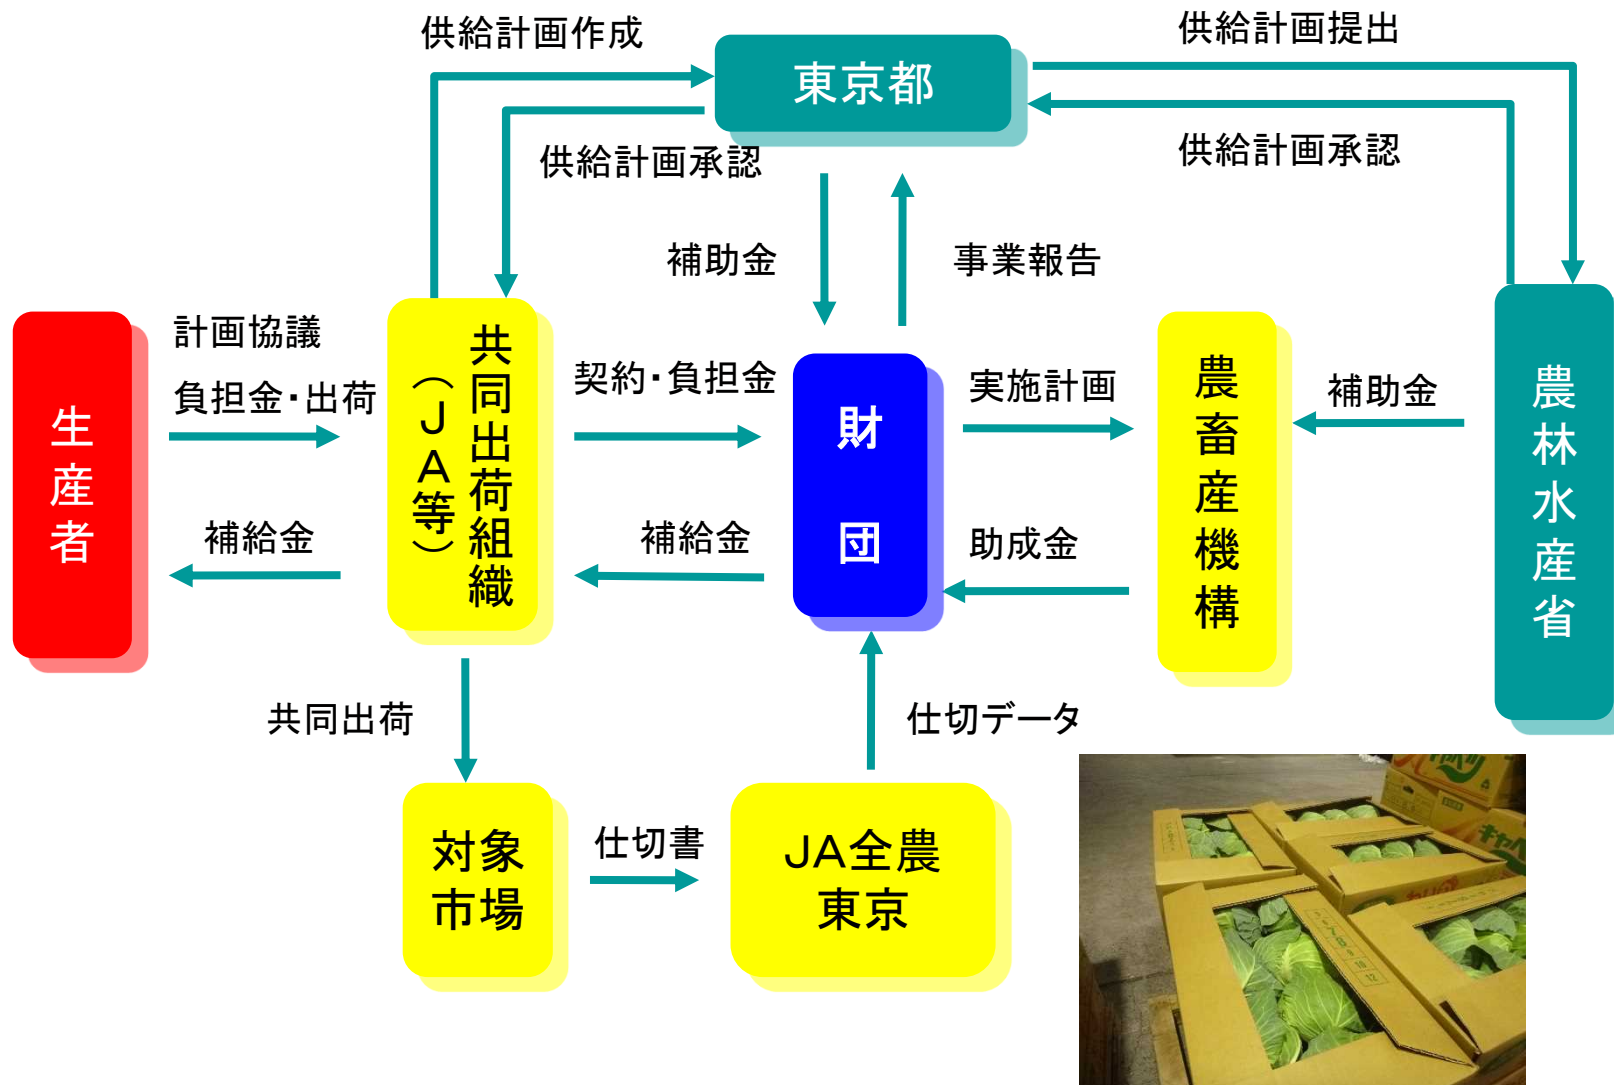 供給計画作成
東京都
供給計画提出
供給計画承認
供給計画承認
補助金
事業報告
生産者
計画協議
負担金・出荷
補給金
共同出荷組織
（ＪＡ等）
契約・負担金
補給金
財団
実施計画
助成金
農畜産機構
補助金
農林水産省
共同出荷
仕切データ
対象
市場
仕切書
ＪＡ全農
東京
キャベ